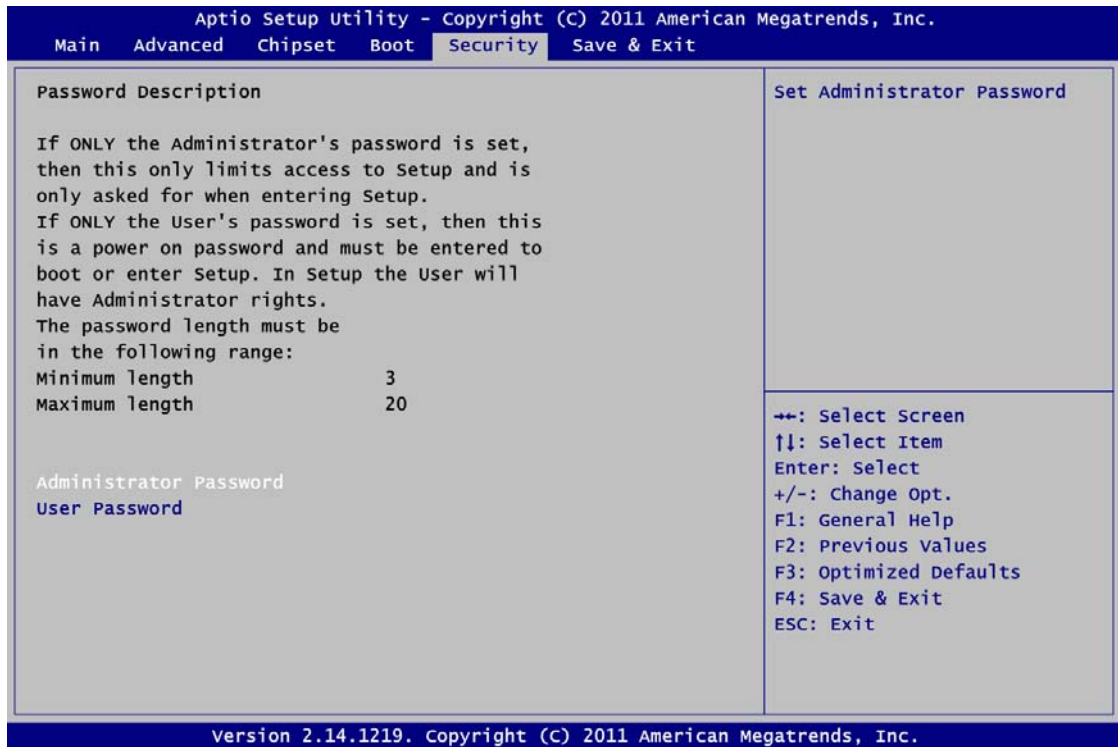 Aptio Setup Utility - Copyright (C) 2011 American Megatrends, Inc.
Main Advanced Chipset Boot Security Save & Exit
Password Description
If ONLY the Administrator's password is set,
then this only limits access to Setup and is
only asked for when entering Setup.
If ONLY the User's password is set, then this
is a power on password and must be entered to
boot or enter Setup. In Setup the User will
have Administrator rights.
The password length must be
in the following range:
Minimum length 3
Maximum length 20
Administrator Password
User Password
Set Administrator Password
→←: Select Screen
↑↓: Select Item
Enter: Select
+/-: Change Opt.
F1: General Help
F2: Previous Values
F3: Optimized Defaults
F4: Save & Exit
ESC: Exit
Version 2.14.1219. Copyright (C) 2011 American Megatrends, Inc.